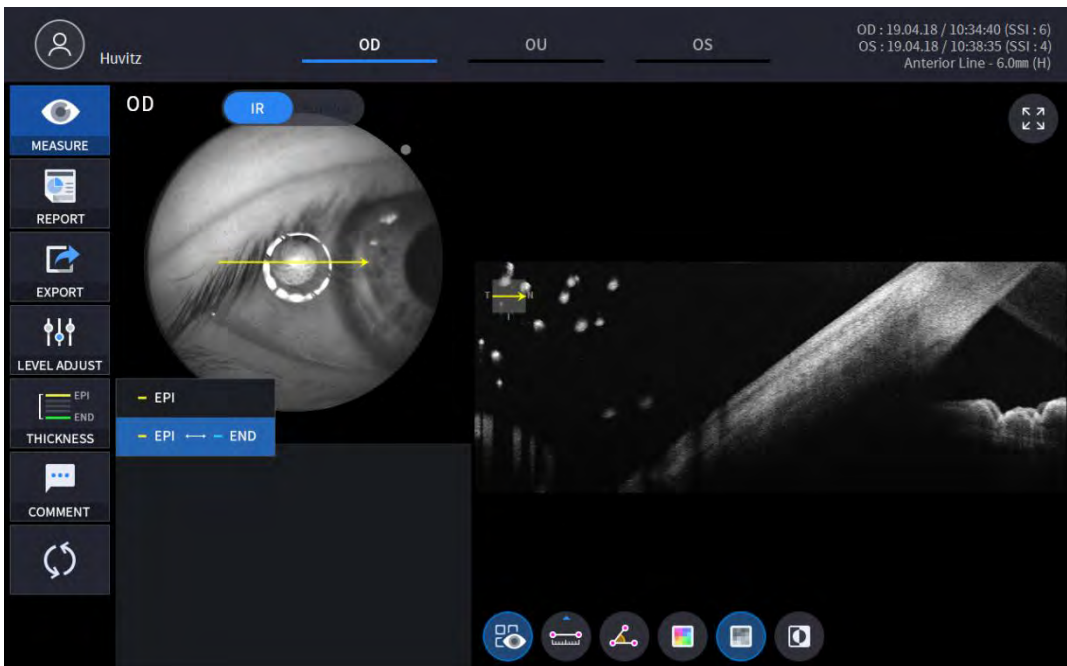 Huvitz
OD
OU
OS
OD : 19.04.18 / 10:34:40 (SSI : 6)
OS : 19.04.18 / 10:38:35 (SSI : 4)
Anterior Line - 6.0mm (H)
MEASURE
REPORT
EXPORT
LEVEL ADJUST
EPI
END
THICKNESS
COMMENT
OD
IR
EPI
EPI ⟷ END
T N
I